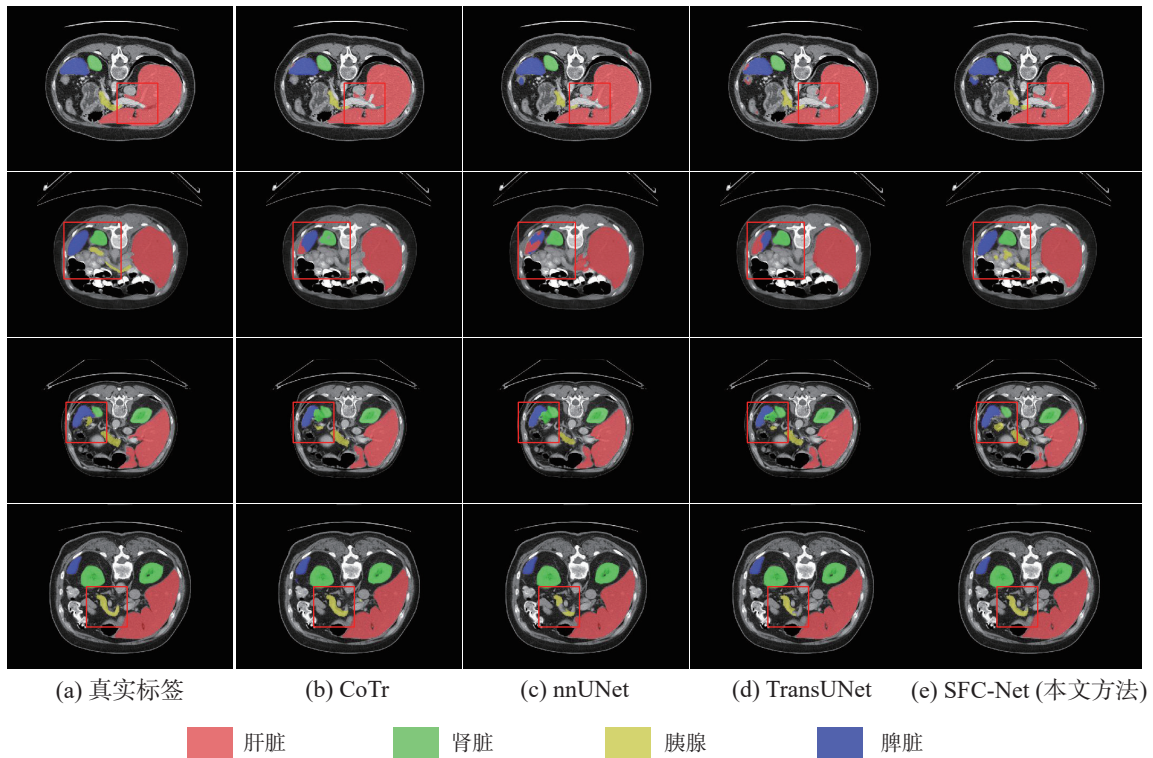 (a) 真实标签
(b) CoTr
(c) nnUNet
(d) TransUNet
(e) SFC-Net (本文方法)
肝脏
肾脏
胰腺
脾脏